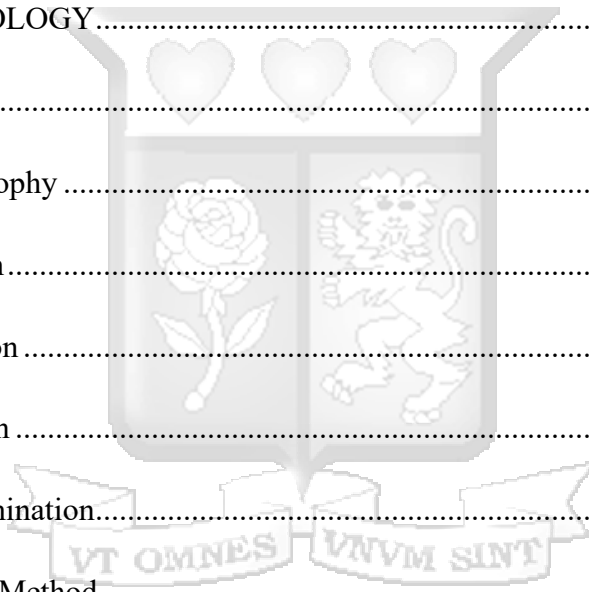 OLOGY
ophy
n
on
n
nination
VT OMNES VNVM SINT
Method